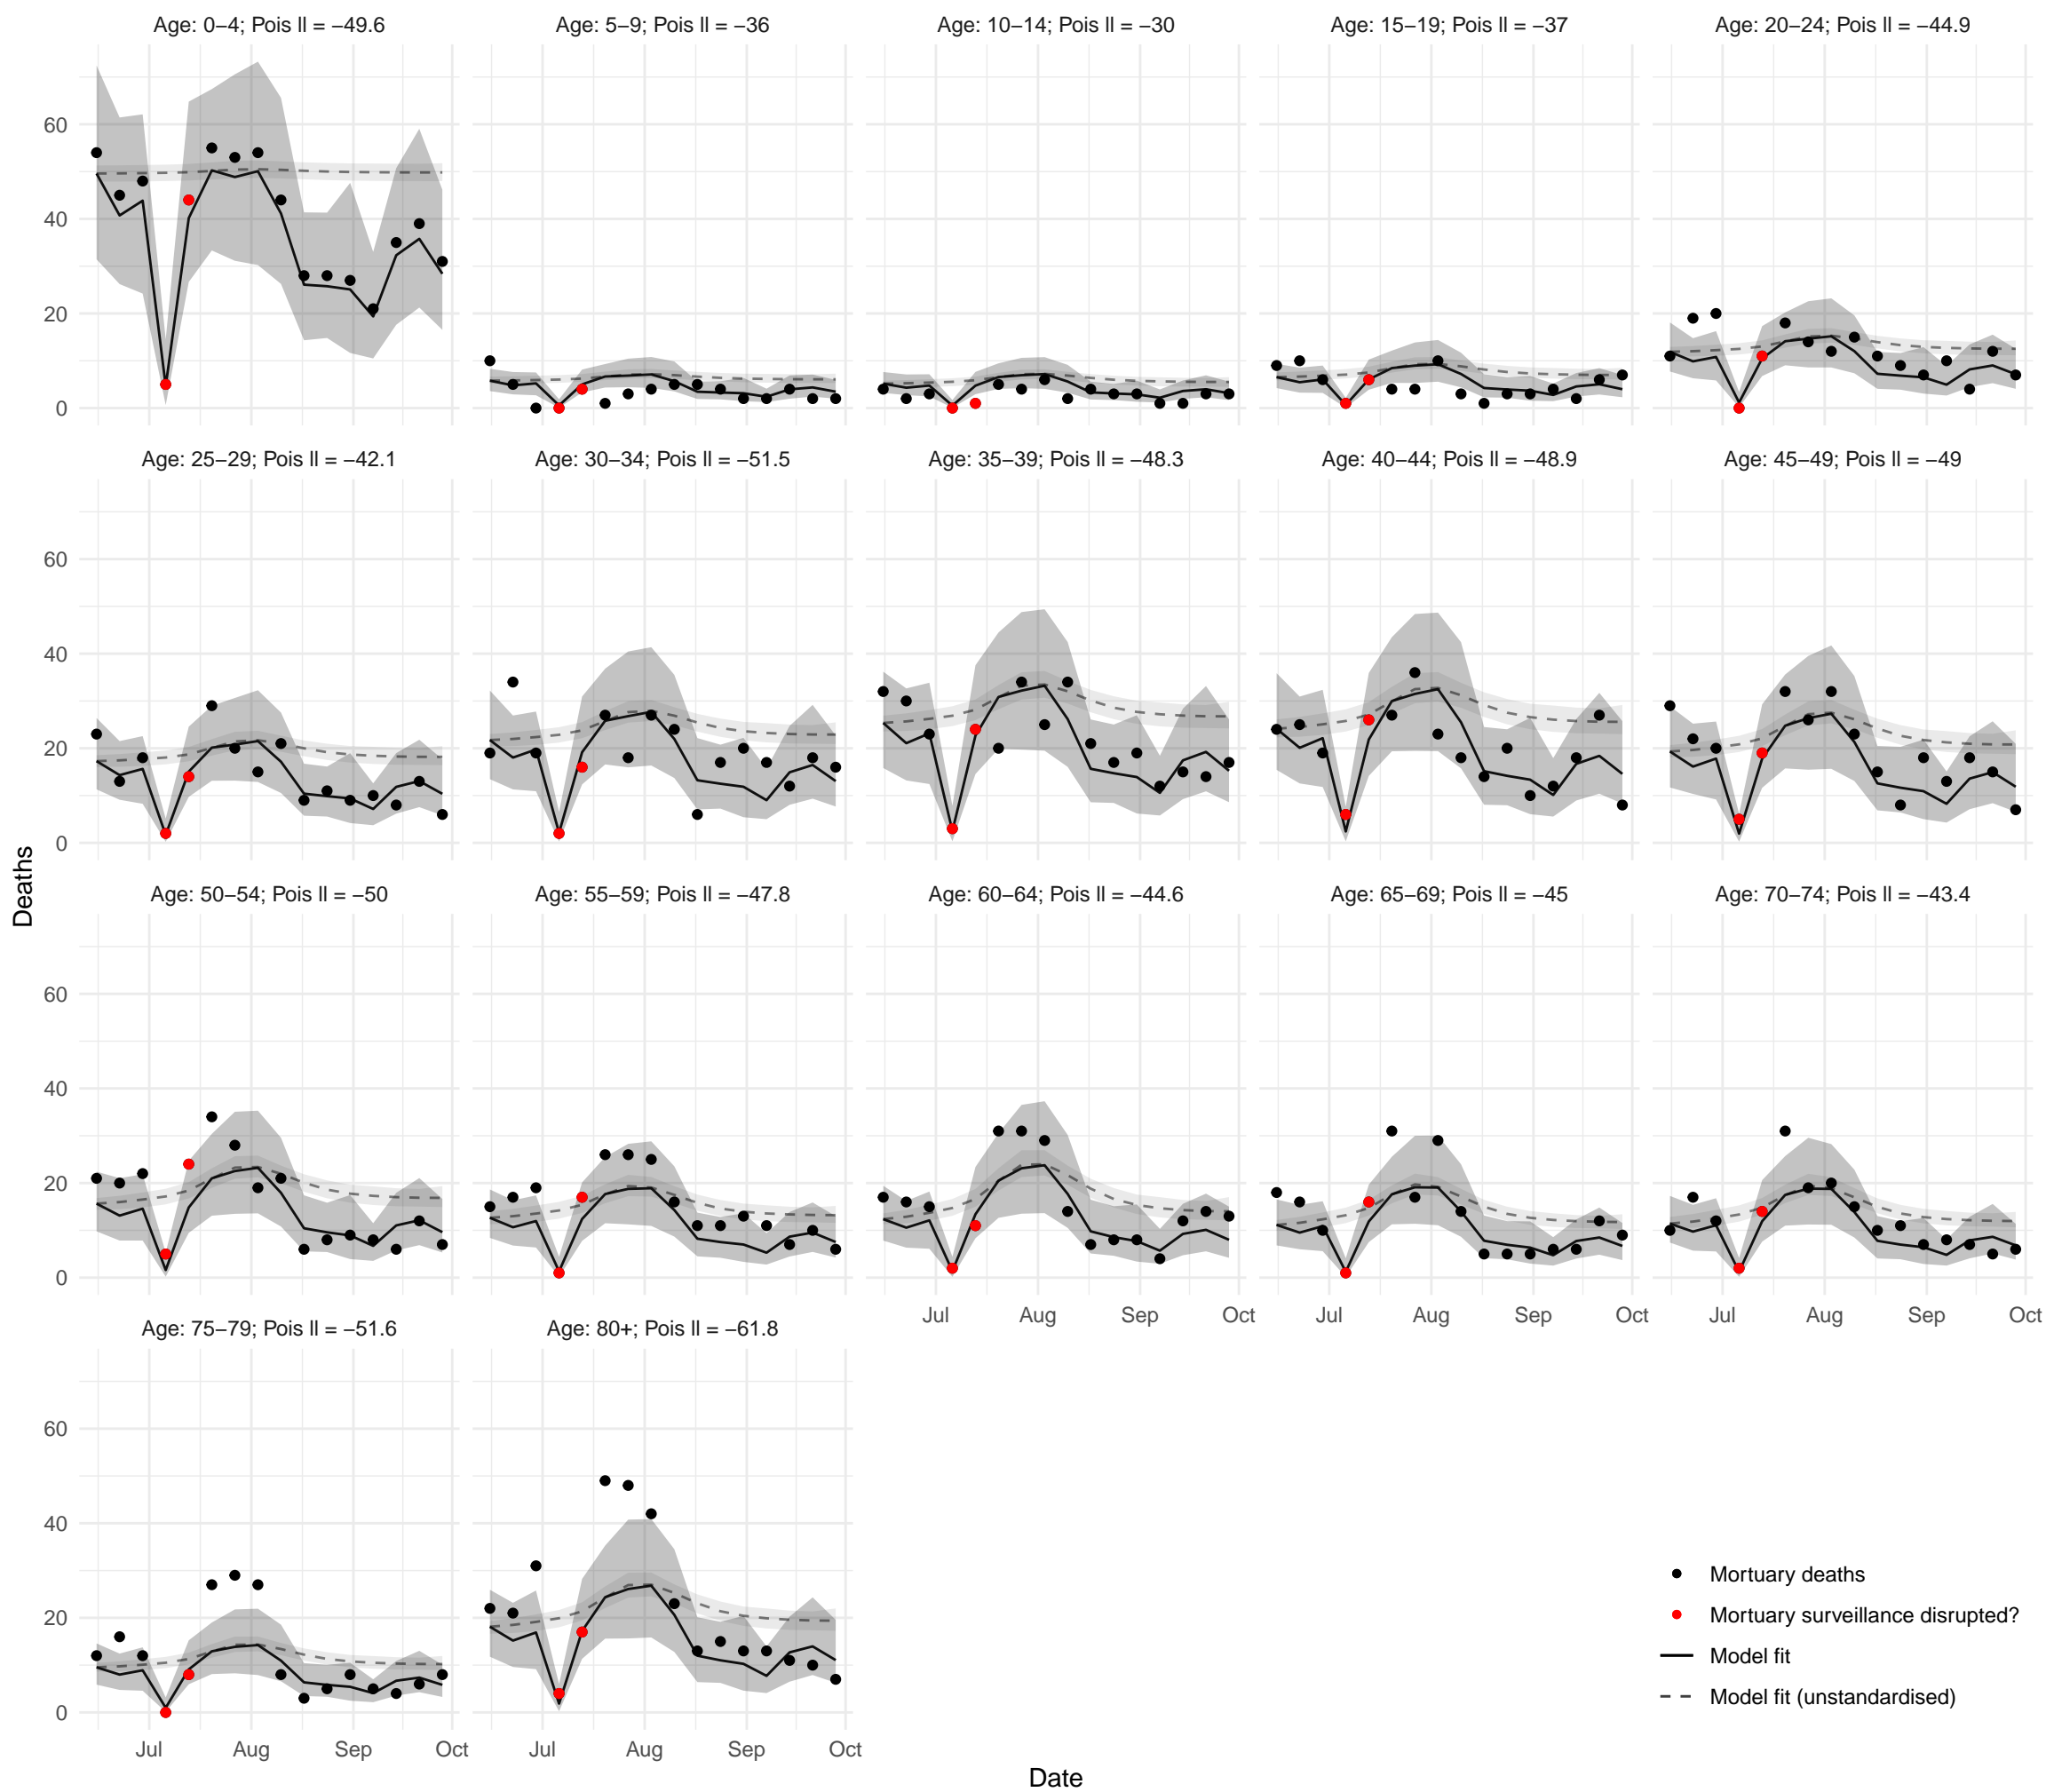 Age: 0−4; Pois ll = −49.6
Age: 5−9; Pois ll = −36
Age: 10−14; Pois ll = −30
Age: 15−19; Pois ll = −37
Age: 20−24; Pois ll = −44.9
60
40
20
0
Age: 25−29; Pois ll = −42.1
Age: 30−34; Pois ll = −51.5
Age: 35−39; Pois ll = −48.3
Age: 40−44; Pois ll = −48.9
Age: 45−49; Pois ll = −49
60
40
20
0
Deaths
Age: 50−54; Pois ll = −50
Age: 55−59; Pois ll = −47.8
Age: 60−64; Pois ll = −44.6
Age: 65−69; Pois ll = −45
Age: 70−74; Pois ll = −43.4
60
40
20
0
Jul Aug Sep Oct
Jul Aug Sep Oct
Jul Aug Sep Oct
Age: 75−79; Pois ll = −51.6
Age: 80+; Pois ll = −61.8
60
40
20
0
Jul Aug Sep Oct
Jul Aug Sep Oct
Mortuary deaths
Mortuary surveillance disrupted?
Model fit
Model fit (unstandardised)
Date